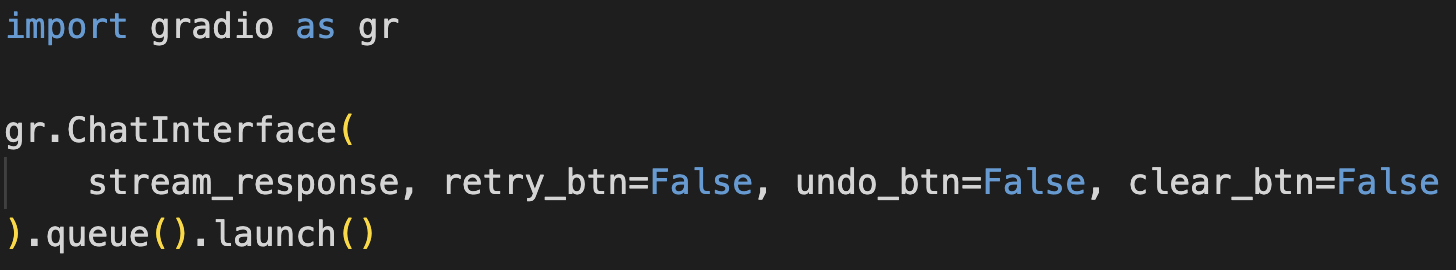 import gradio as gr
gr.ChatInterface(
    stream_response, retry_btn=False, undo_btn=False, clear_btn=False
).queue().launch()